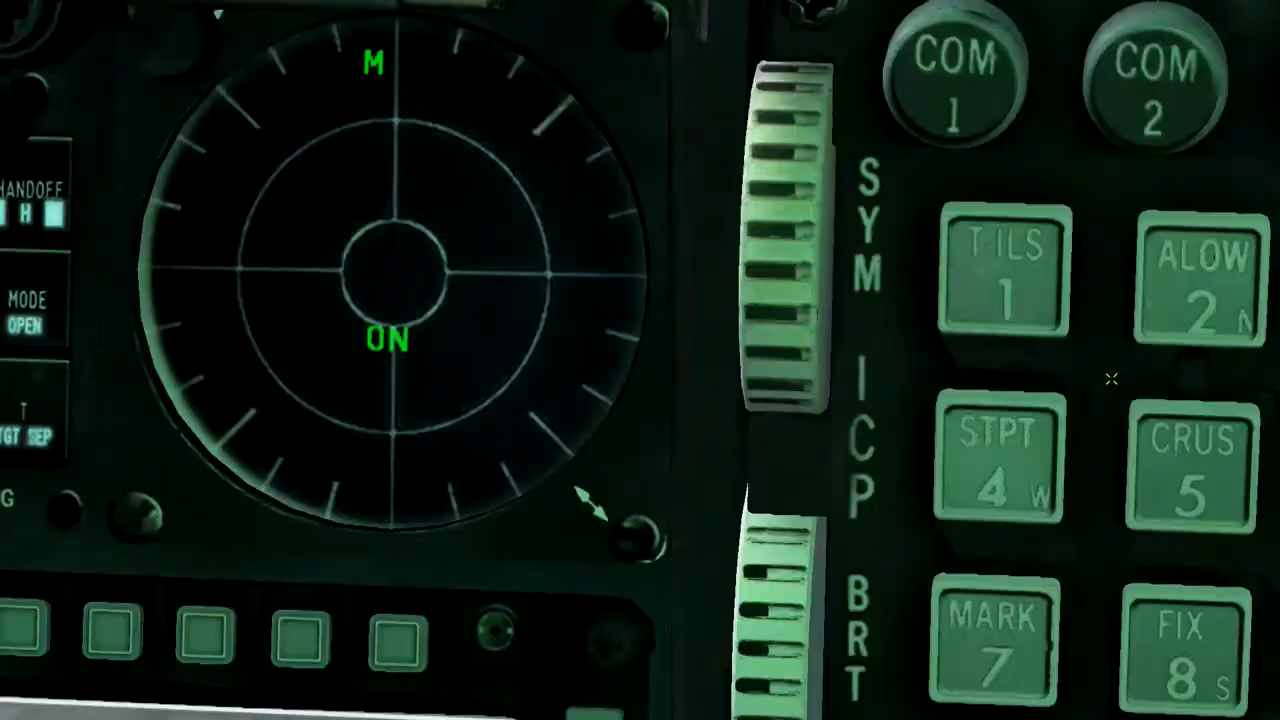 M
ON
HANDOFF
H
MODE
OPEN
T
TGT SEP
G
SYM
ICP
BRT
COM
1
COM
2
T ILS
1
ALOW
2 N
STPT
4 W
CRUS
5
MARK
7
FIX
8 S